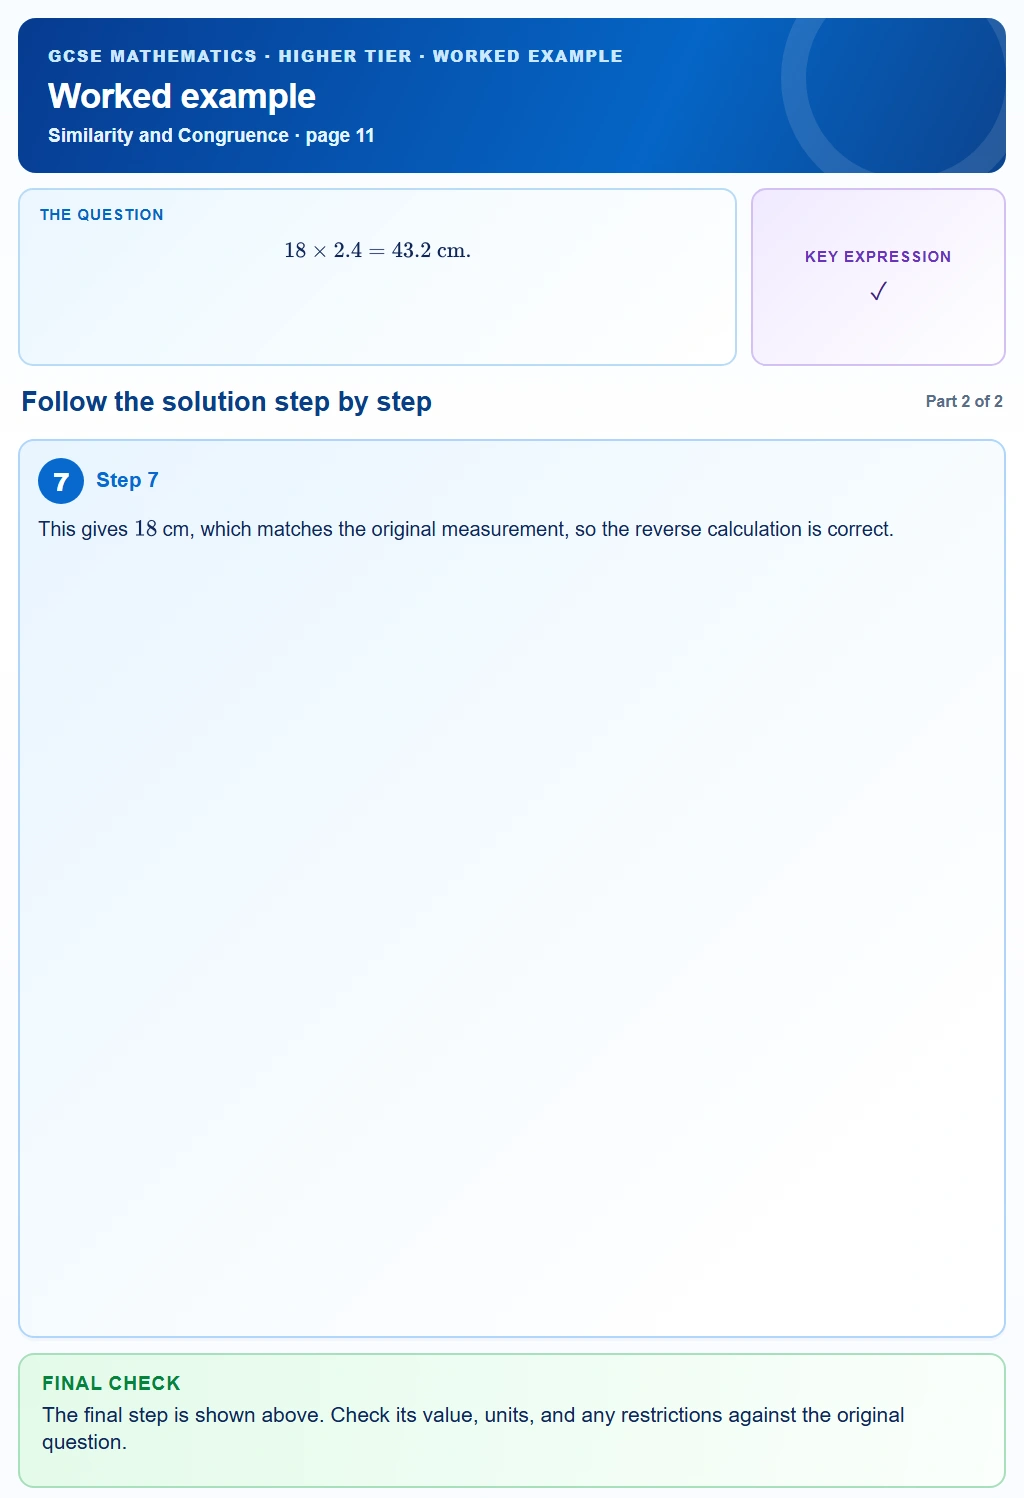 GCSE MATHEMATICS · HIGHER TIER · WORKED EXAMPLE
Worked example
Similarity and Congruence · page 11
THE QUESTION
18 × 2.4 = 43.2 cm.
KEY EXPRESSION
✓
Follow the solution step by step
Part 2 of 2
7 Step 7
This gives 18 cm, which matches the original measurement, so the reverse calculation is correct.
FINAL CHECK
The final step is shown above. Check its value, units, and any restrictions against the original
question.